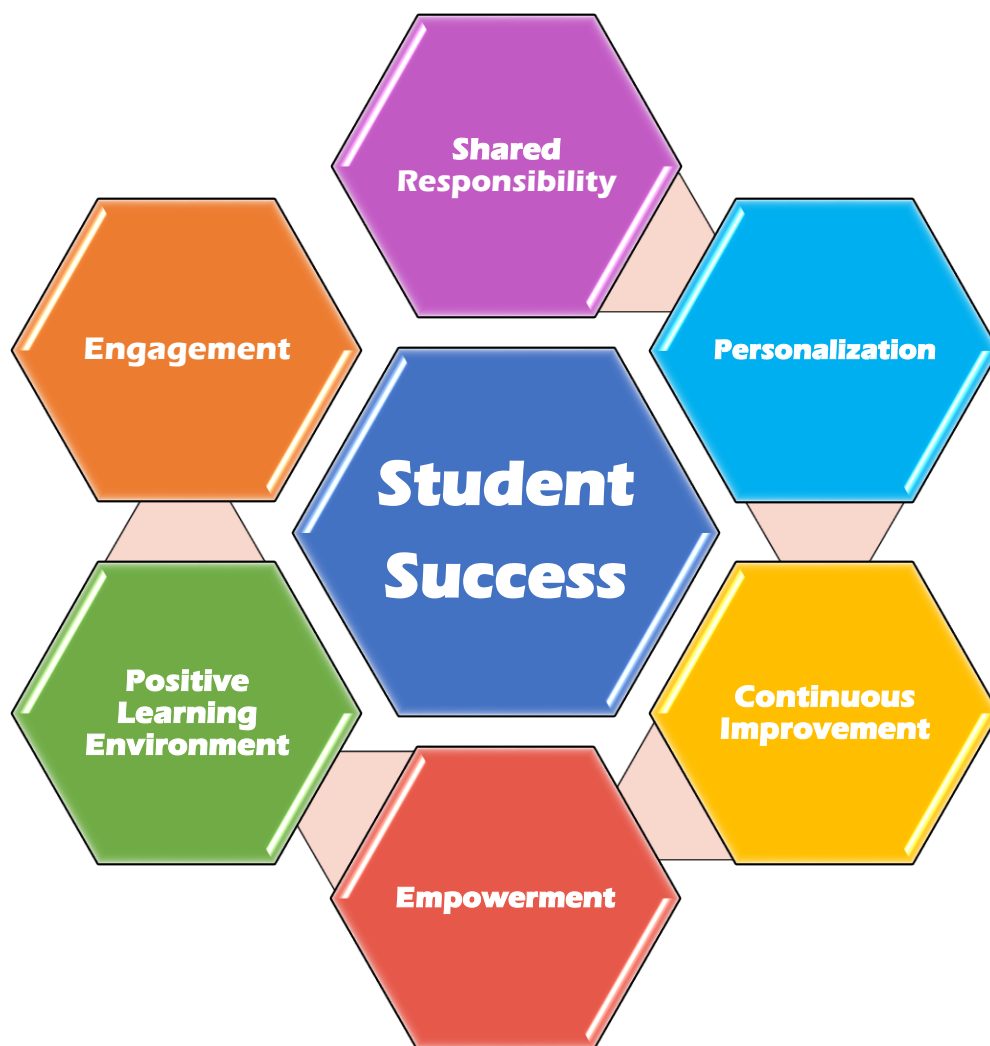 Shared
Responsibility
Engagement
Personalization
Student
Success
Positive
Learning
Environment
Continuous
Improvement
Empowerment